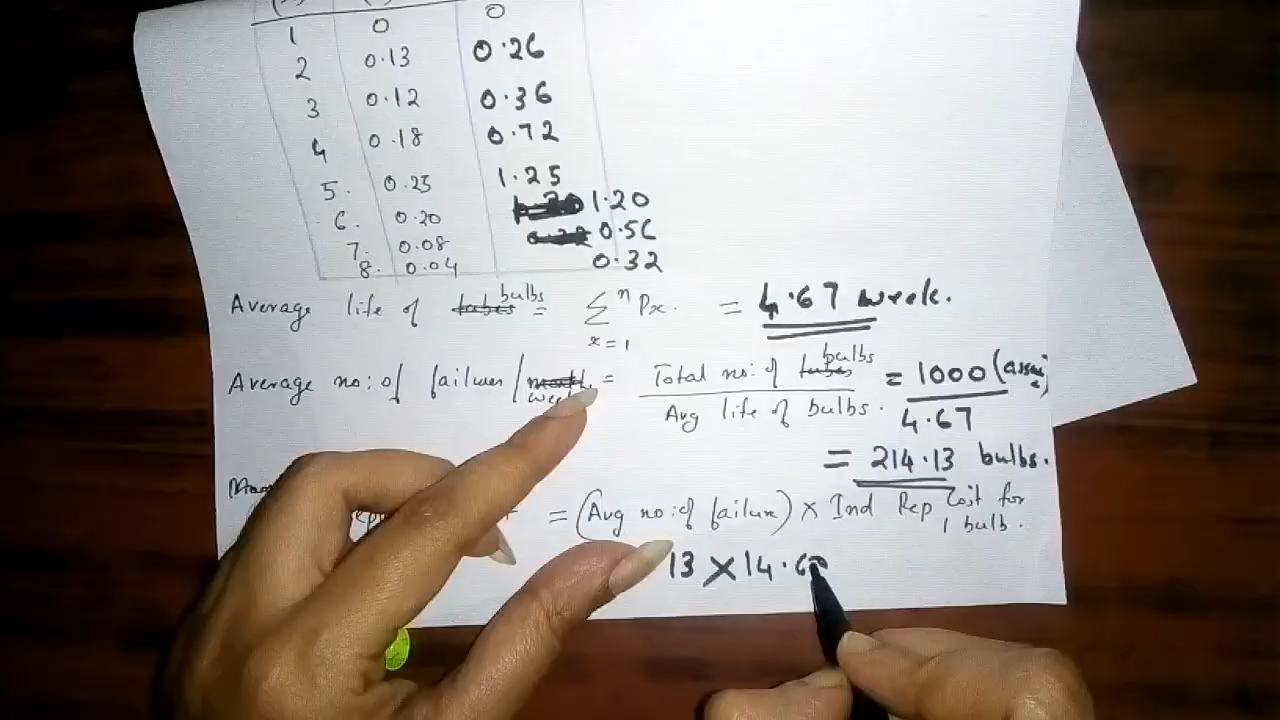 1 0 0
2 0.13 0.26
3 0.12 0.36
4 0.18 0.72
5. 0.25 1.25
6. 0.20 1.20
7. 0.08 0.56
8. 0.04 0.32
Average life of bulbs = Σ n Px. = 4.67 week.
x=1
Average no: of failures / week = Total no: of bulbs / Avg life of bulbs. = 1000 (assu / 4.67
= 214.13 bulbs.
= (Avg no: of failure) × Ind Rep Cost for 1 bulb.
13 × 14.60